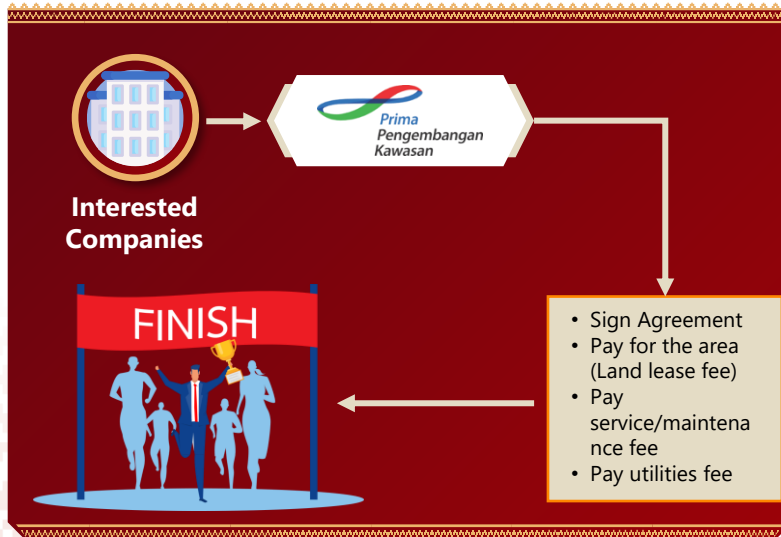 Prima
Pengembangan
Kawasan
Interested
Companies
FINISH
• Sign Agreement
• Pay for the area
(Land lease fee)
• Pay
service/maintena
nce fee
• Pay utilities fee